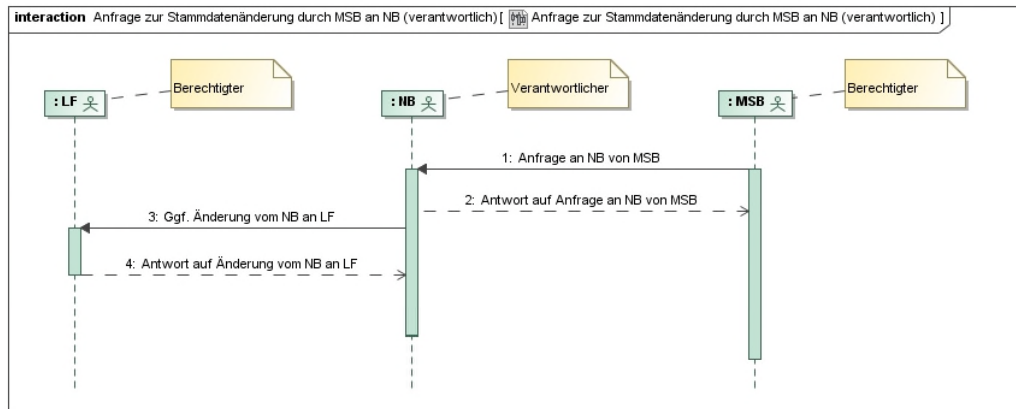 interaction Anfrage zur Stammdatenänderung durch MSB an NB (verantwortlich) [ Anfrage zur Stammdatenänderung durch MSB an NB (verantwortlich) ]
Berechtigter
Verantwortlicher
Berechtigter
: LF
: NB
: MSB
1: Anfrage an NB von MSB
2: Antwort auf Anfrage an NB von MSB
3: Ggf. Änderung vom NB an LF
4: Antwort auf Änderung vom NB an LF